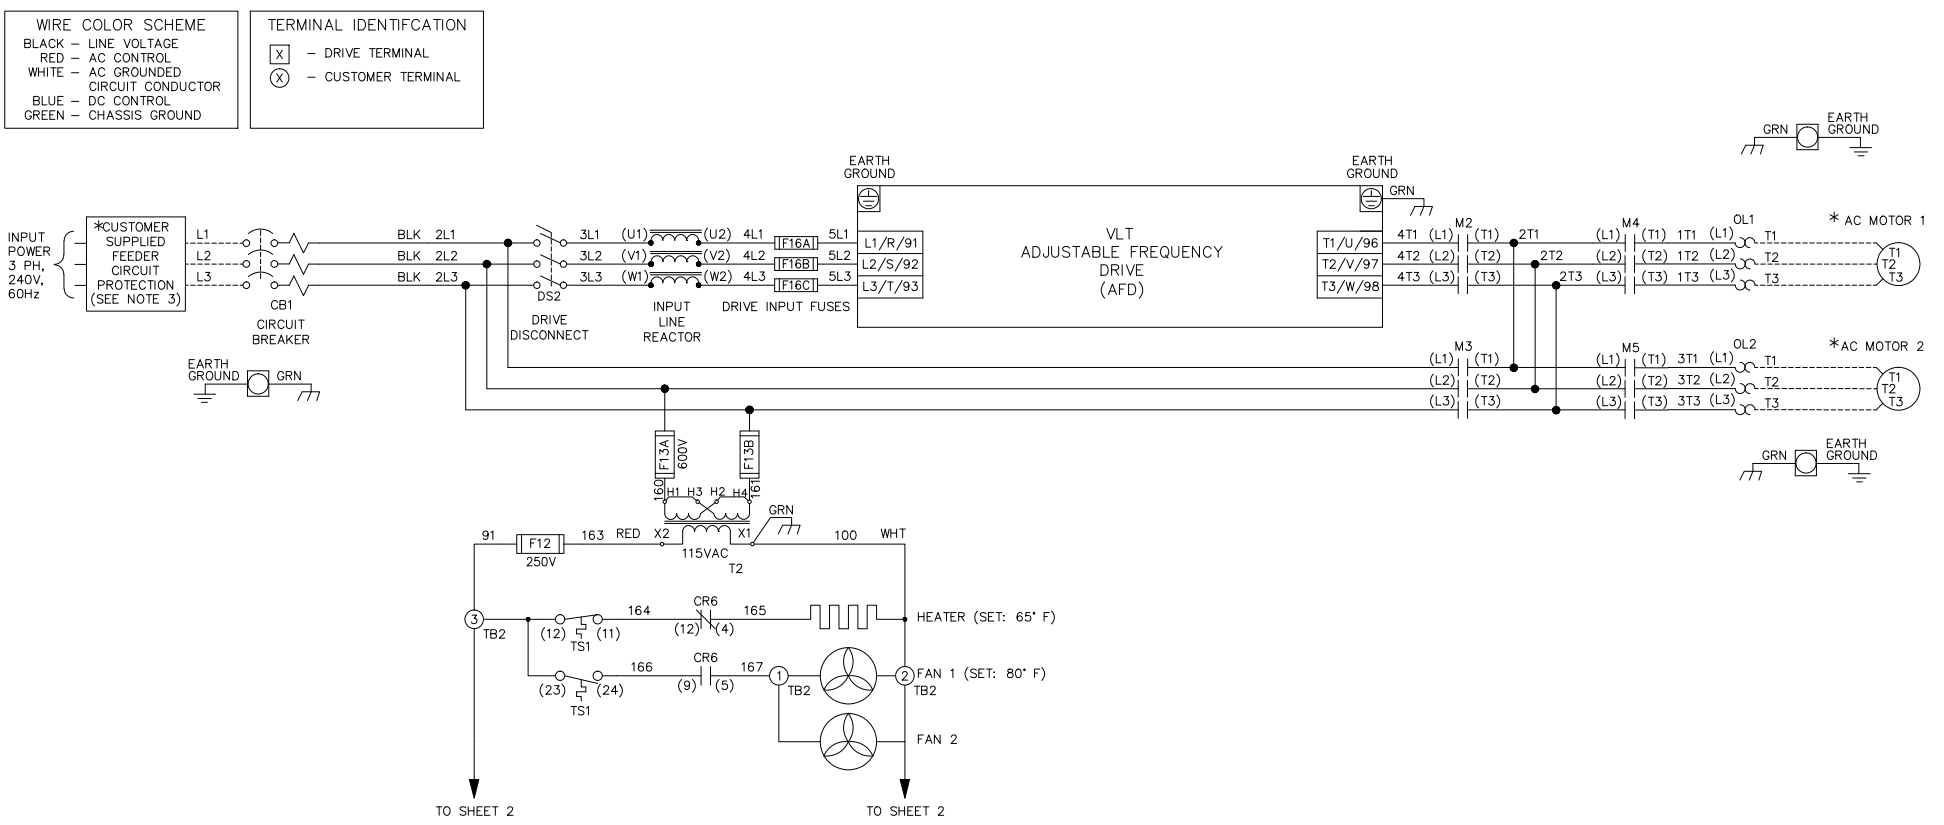 WIRE COLOR SCHEME
BLACK – LINE VOLTAGE
RED – AC CONTROL
WHITE – AC GROUNDED
CIRCUIT CONDUCTOR
BLUE – DC CONTROL
GREEN – CHASSIS GROUND
TERMINAL IDENTIFCATION
X – DRIVE TERMINAL
X – CUSTOMER TERMINAL
INPUT
POWER
3 PH,
240V,
60Hz
*CUSTOMER
SUPPLIED
FEEDER
CIRCUIT
PROTECTION
(SEE NOTE 3)
L1
L2
L3
CB1
CIRCUIT
BREAKER
EARTH
GROUND
GRN
BLK 2L1
BLK 2L2
BLK 2L3
DS2
DRIVE
DISCONNECT
3L1 (U1) (U2) 4L1 F16A 5L1
3L2 (V1) (V2) 4L2 F16B 5L2
3L3 (W1) (W2) 4L3 F16C 5L3
INPUT
LINE
REACTOR
DRIVE INPUT FUSES
EARTH
GROUND
L1/R/91
L2/S/92
L3/T/93
VLT
ADJUSTABLE FREQUENCY
DRIVE
(AFD)
EARTH
GROUND
GRN
T1/U/96
T2/V/97
T3/W/98
M2
4T1 (L1) (T1) 2T1
4T2 (L2) (T2) 2T2
4T3 (L3) (T3) 2T3
M4
(L1) (T1) 1T1 (L1)
(L2) (T2) 1T2 (L2)
(L3) (T3) 1T3 (L3)
OL1
T1
T2
T3
* AC MOTOR 1
T1
T2
T3
GRN
EARTH
GROUND
M3
(L1) (T1)
(L2) (T2)
(L3) (T3)
M5
(L1) (T1) 3T1 (L1)
(L2) (T2) 3T2 (L2)
(L3) (T3) 3T3 (L3)
OL2
T1
T2
T3
*AC MOTOR 2
T1
T2
T3
GRN
EARTH
GROUND
F13A
600V
F13B
160
161
H1 H3 H2 H4
GRN
91
F12
250V
163 RED X2
X1
115VAC
T2
100 WHT
3
TB2
(12) (11)
TS1
164
CR6
(12) (4)
165
HEATER (SET: 65° F)
(23) (24)
TS1
166
CR6
(9) (5)
167
1
TB2
2
TB2
FAN 1 (SET: 80° F)
FAN 2
TO SHEET 2
TO SHEET 2